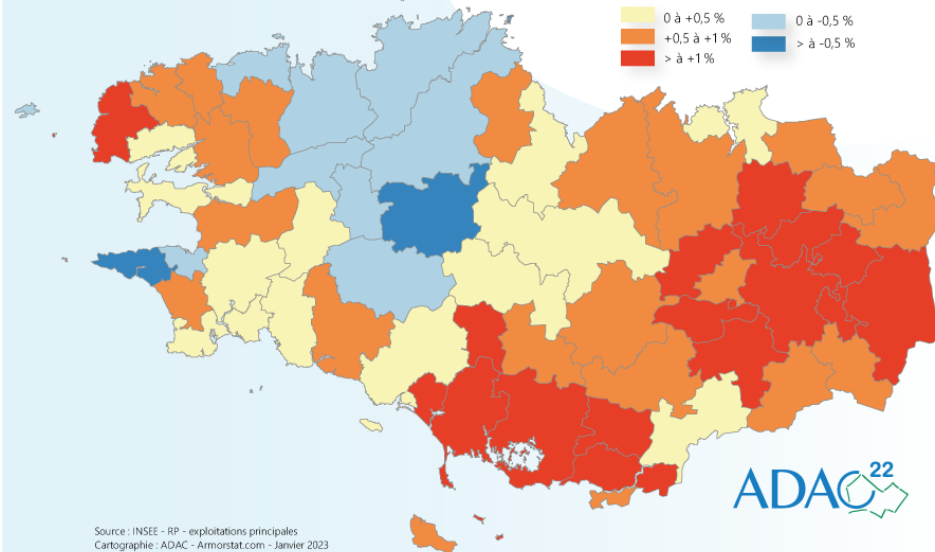 0 à +0,5 %
0 à -0,5 %
+0,5 à +1 %
> à -0,5 %
> à +1 %
ADAC 22
Source : INSEE - RP - exploitations principales
Cartographie : ADAC - Armorstat.com - Janvier 2023